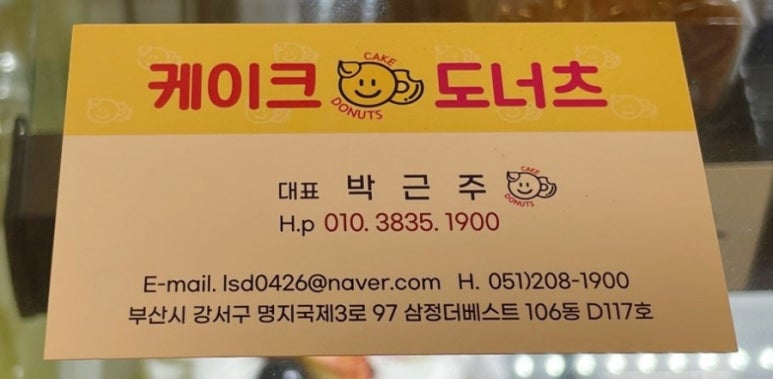 케이크 CAKE DONUTS 도너츠
대표 박 근 주 CAKE DONUTS
H.p 010. 3835. 1900
E-mail. lsd0426@naver.com H. 051)208-1900
부산시 강서구 명지국제3로 97 삼정더베스트 106동 D117호